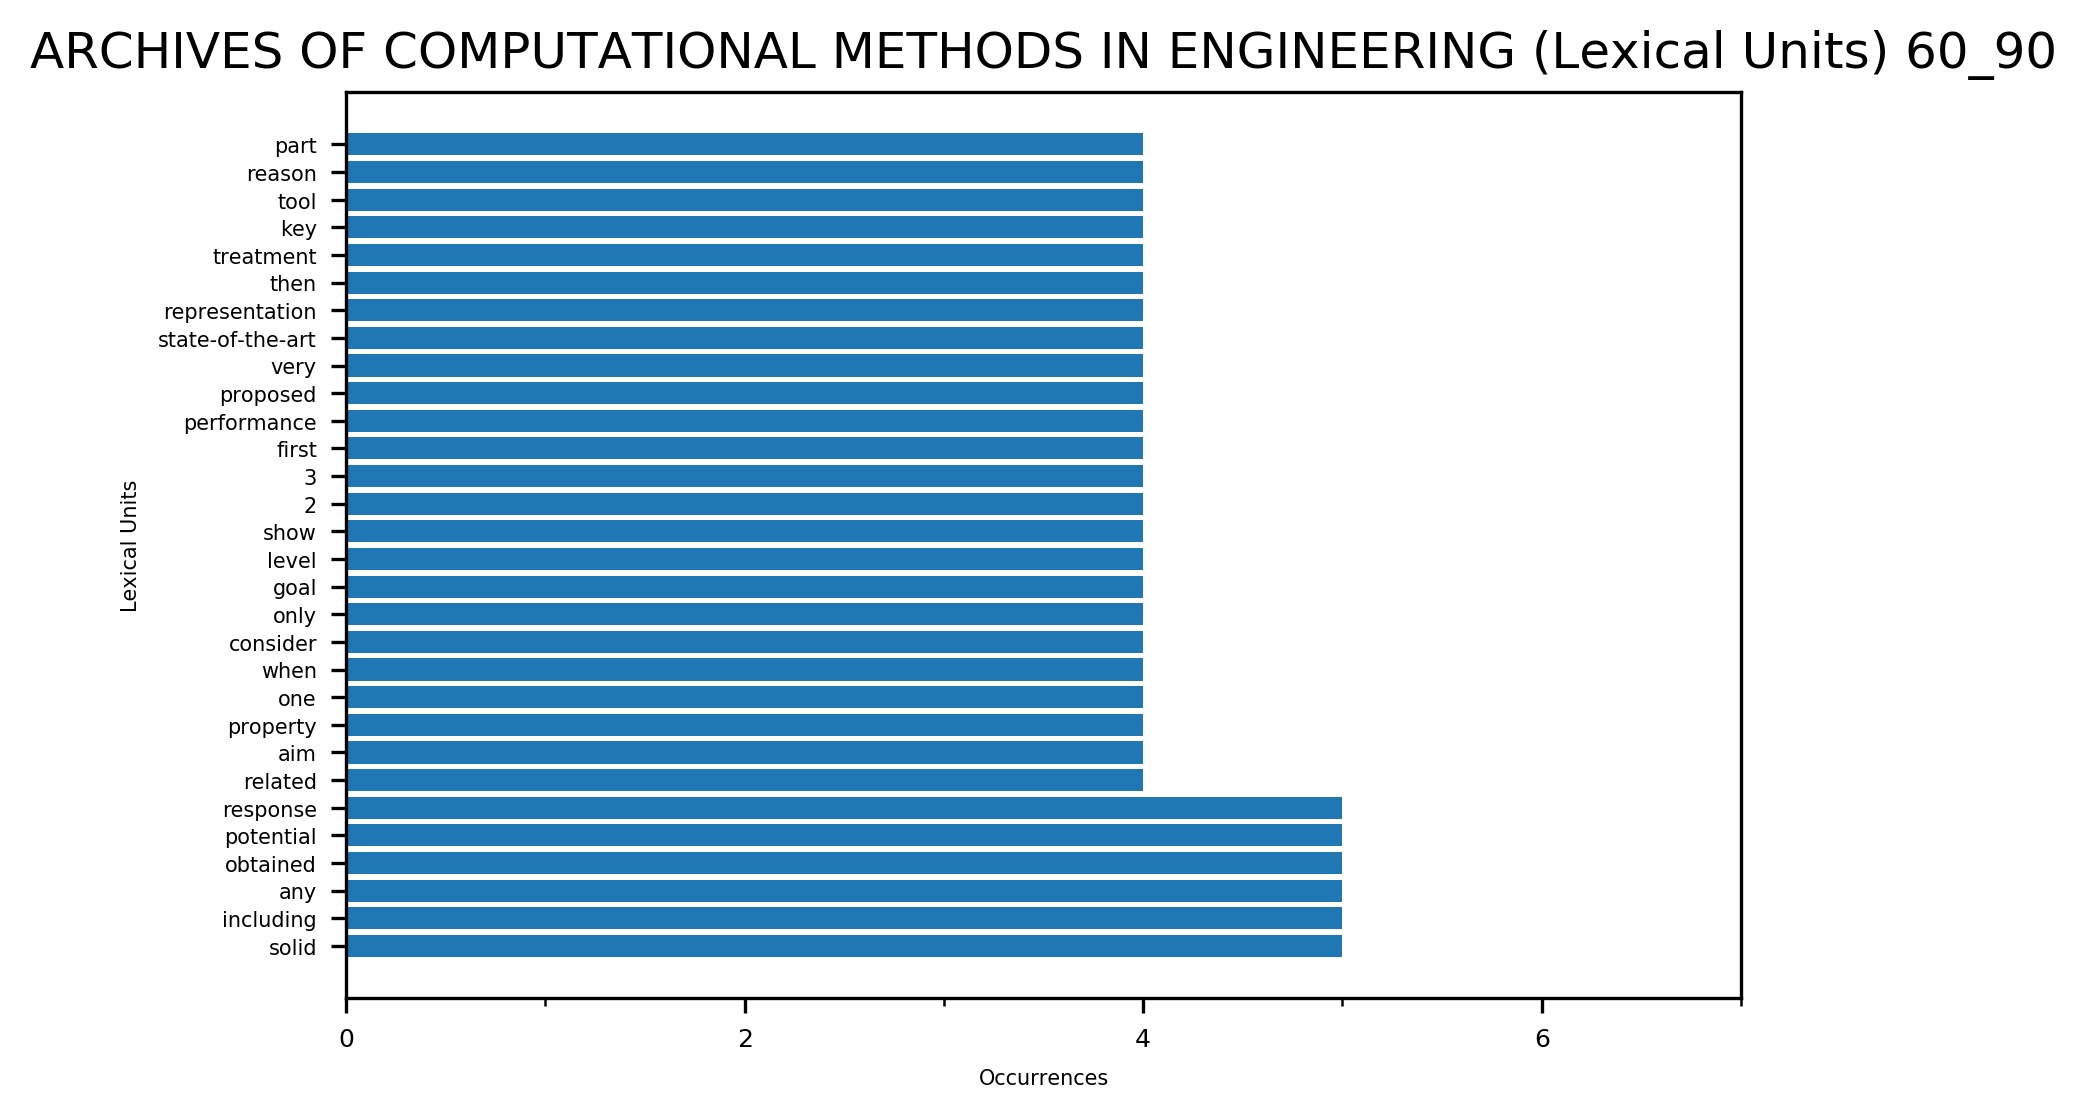 ARCHIVES OF COMPUTATIONAL METHODS IN ENGINEERING (Lexical Units) 60_90
part
reason
tool
key
treatment
then
representation
state-of-the-art
very
proposed
performance
first
3
2
show
level
goal
only
consider
when
one
property
aim
related
response
potential
obtained
any
including
solid
Lexical Units
0 2 4 6
Occurrences